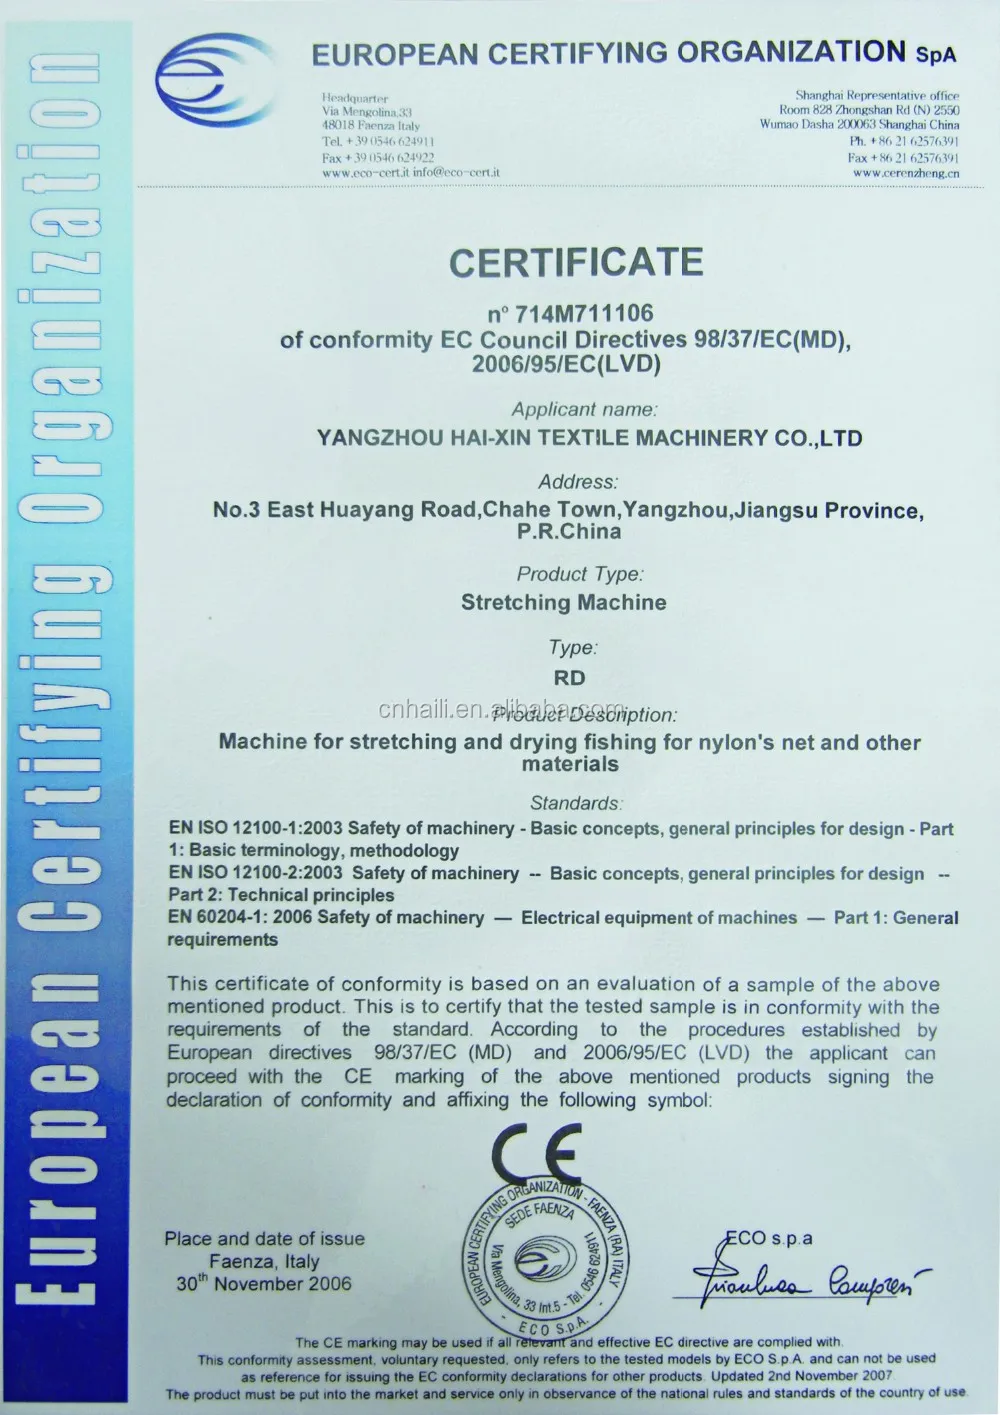 European Certifying Organization
EUROPEAN CERTIFYING ORGANIZATION SpA
Headquarter
Via Mengolina,33
48018 Faenza Italy
Tel. +39 0546 624911
Fax +39 0546 624922
www.eco-cert.it info@eco-cert.it
Shanghai Representative office
Room 828 Zhongshan Rd (N) 2550
Wumao Dasha 200063 Shanghai China
Ph. +86 21 62576391
Fax +86 21 62576391
www.cerenzheng.cn
CERTIFICATE
n° 714M711106
of conformity EC Council Directives 98/37/EC(MD),
2006/95/EC(LVD)
Applicant name:
YANGZHOU HAI-XIN TEXTILE MACHINERY CO.,LTD
Address:
No.3 East Huayang Road,Chahe Town,Yangzhou,Jiangsu Province,
P.R.China
Product Type:
Stretching Machine
Type:
RD
cnhaili.en.alibaba.com
Product Description:
Machine for stretching and drying fishing for nylon's net and other
materials
Standards:
EN ISO 12100-1:2003 Safety of machinery - Basic concepts, general principles for design - Part
1: Basic terminology, methodology
EN ISO 12100-2:2003 Safety of machinery -- Basic concepts, general principles for design --
Part 2: Technical principles
EN 60204-1: 2006 Safety of machinery — Electrical equipment of machines — Part 1: General
requirements
This certificate of conformity is based on an evaluation of a sample of the above
mentioned product. This is to certify that the tested sample is in conformity with the
requirements of the standard. According to the procedures established by
European directives 98/37/EC (MD) and 2006/95/EC (LVD) the applicant can
proceed with the CE marking of the above mentioned products signing the
declaration of conformity and affixing the following symbol:
CE
EUROPEAN CERTIFYING ORGANIZATION - FAENZA (RA) ITALY
SEDE FAENZA
Via Mengolina, 33 Int.5 - Tel. 0546 624911
- ECO S.p.A. -
Place and date of issue
Faenza, Italy
30th November 2006
ECO s.p.a
The CE marking may be used if all relevant and effective EC directive are complied with.
This conformity assessment, voluntary requested, only refers to the tested models by ECO S.p.A. and can not be used
as reference for issuing the EC conformity declarations for other products. Updated 2nd November 2007
The product must be put into the market and service only in observance of the national rules and standards of the country of use.